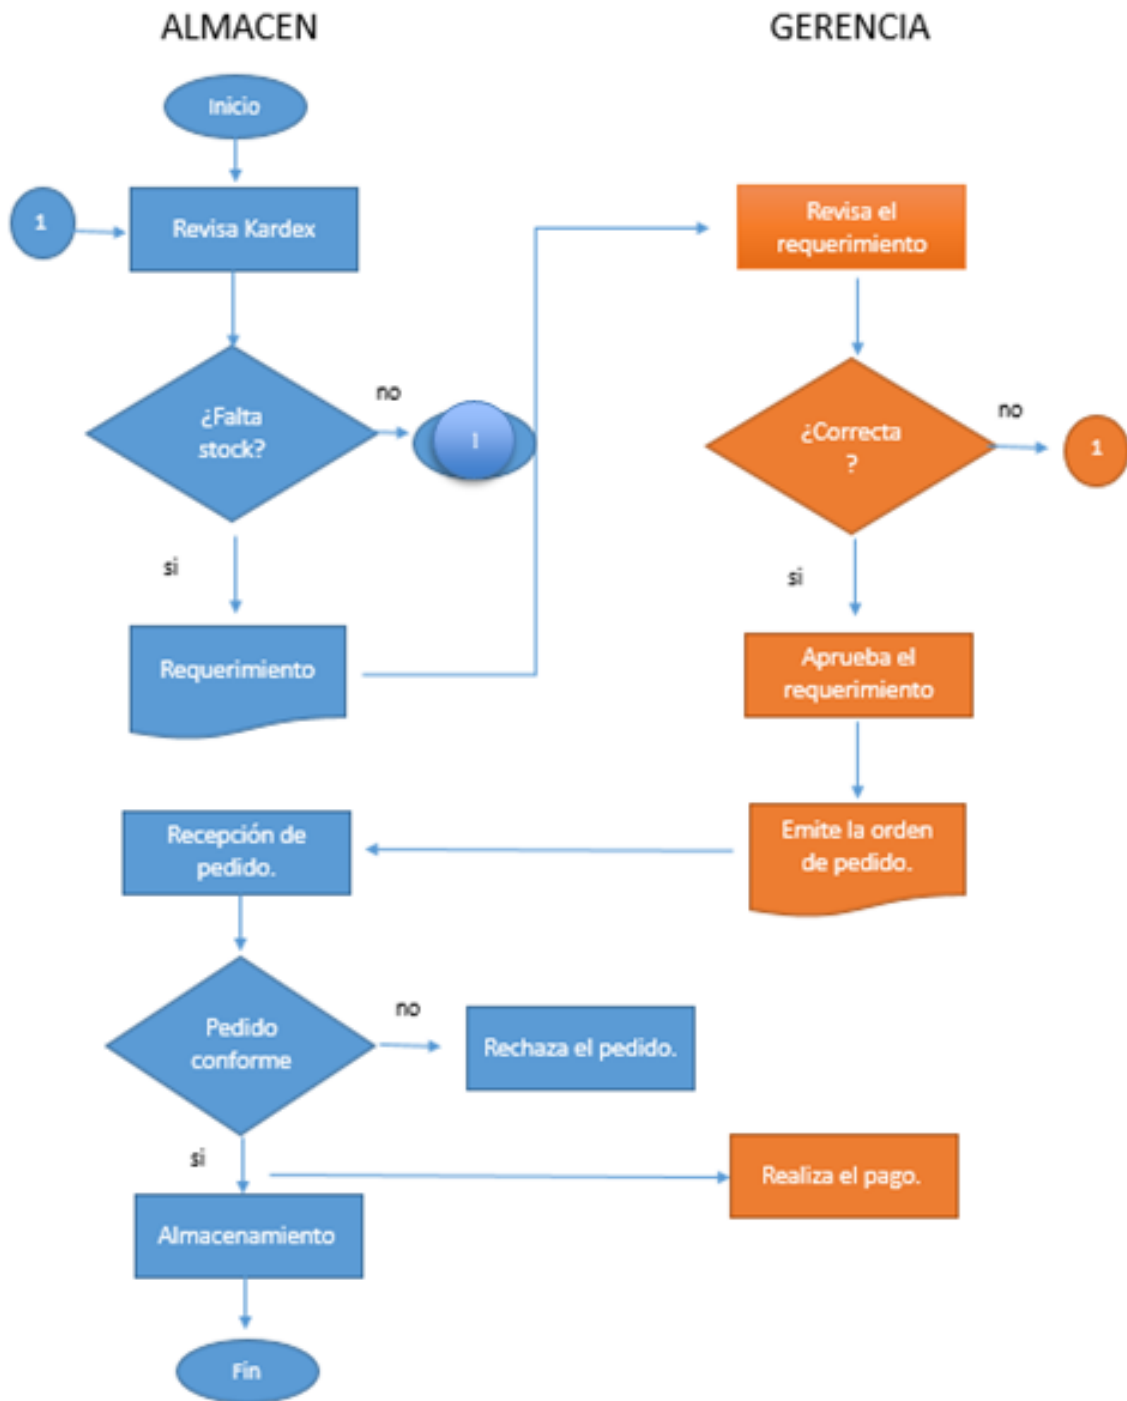 ALMACEN
GERENCIA
Inicio
1
Revisa Kardex
Revisa el
requerimiento
¿Falta
stock?
no
1
¿Correcta
?
no
1
si
Requerimiento
si
Aprueba el
requerimiento
Recepción de
pedido.
Emite la orden
de pedido.
Pedido
conforme
no
Rechaza el pedido.
si
Realiza el pago.
Almacenamiento
Fín